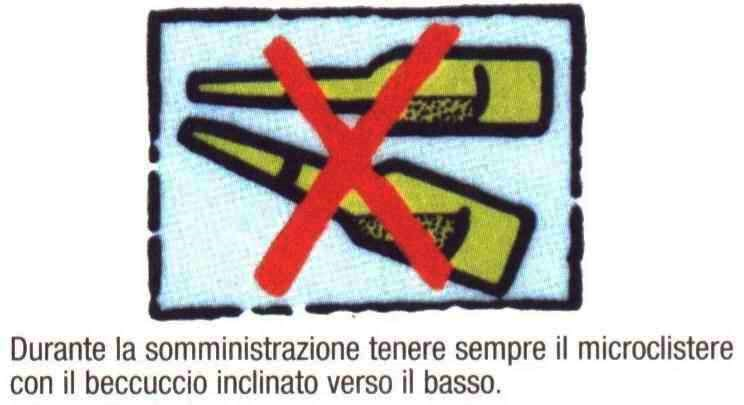 Durante la somministrazione tenere sempre il microclistere
con il beccuccio inclinato verso il basso.